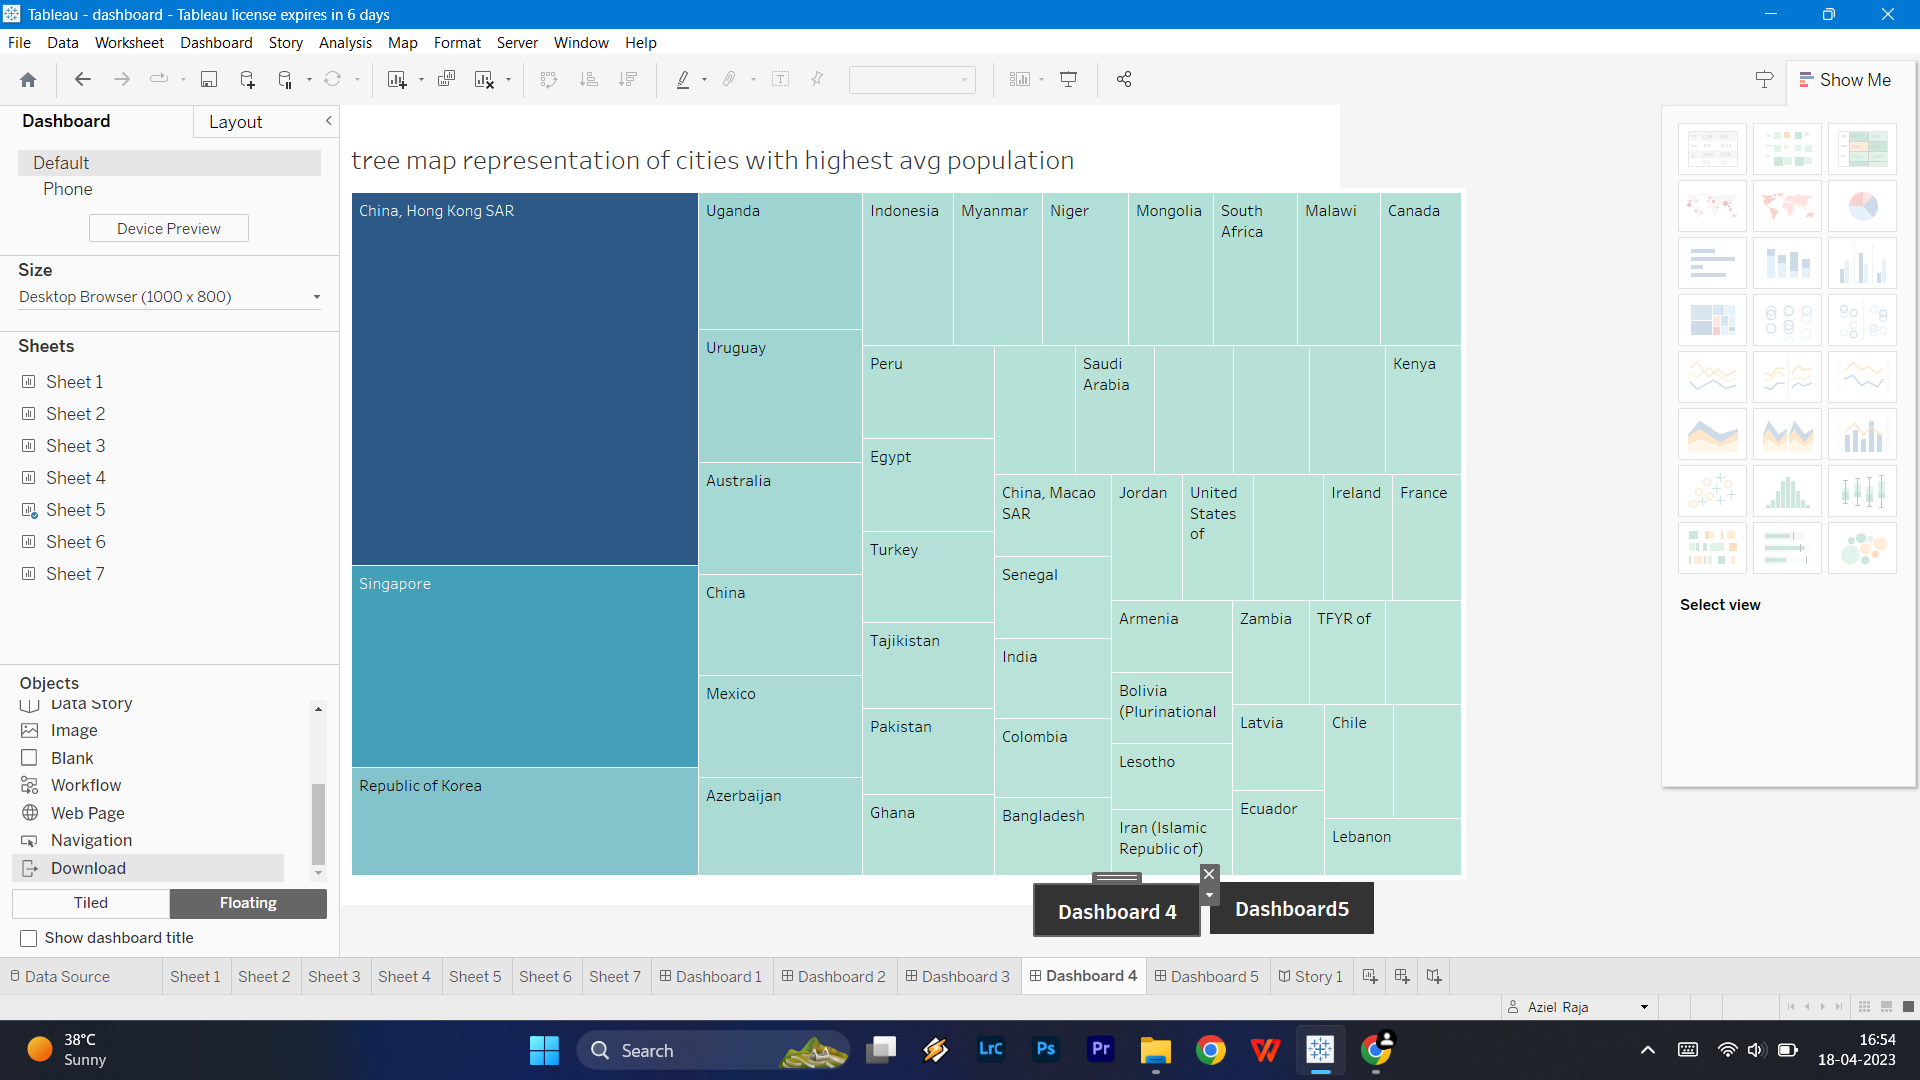 Tableau - dashboard - Tableau license expires in 6 days
File Data Worksheet Dashboard Story Analysis Map Format Server Window Help
Show Me
Dashboard
Layout
Default
Phone
Device Preview
Size
Desktop Browser (1000 x 800)
Sheets
Sheet 1
Sheet 2
Sheet 3
Sheet 4
Sheet 5
Sheet 6
Sheet 7
Objects
Data Story
Image
Blank
Workflow
Web Page
Navigation
Download
Tiled
Floating
Show dashboard title
tree map representation of cities with highest avg population
China, Hong Kong SAR
Singapore
Republic of Korea
Uganda
Uruguay
Australia
China
Mexico
Azerbaijan
Indonesia
Myanmar
Niger
Mongolia
South
Africa
Malawi
Canada
Peru
Egypt
Turkey
Tajikistan
Pakistan
Ghana
Saudi
Arabia
Kenya
China, Macao
SAR
Senegal
India
Colombia
Bangladesh
Jordan
United
States
of
Ireland
France
Armenia
Bolivia
(Plurinational
Lesotho
Iran (Islamic
Republic of)
Zambia
TFYR of
Latvia
Chile
Ecuador
Lebanon
Dashboard 4
Dashboard5
Select view
Data Source
Sheet 1
Sheet 2
Sheet 3
Sheet 4
Sheet 5
Sheet 6
Sheet 7
Dashboard 1
Dashboard 2
Dashboard 3
Dashboard 4
Dashboard 5
Story 1
Aziel Raja
38°C
Sunny
Search
LrC
Ps
Pr
16:54
18-04-2023